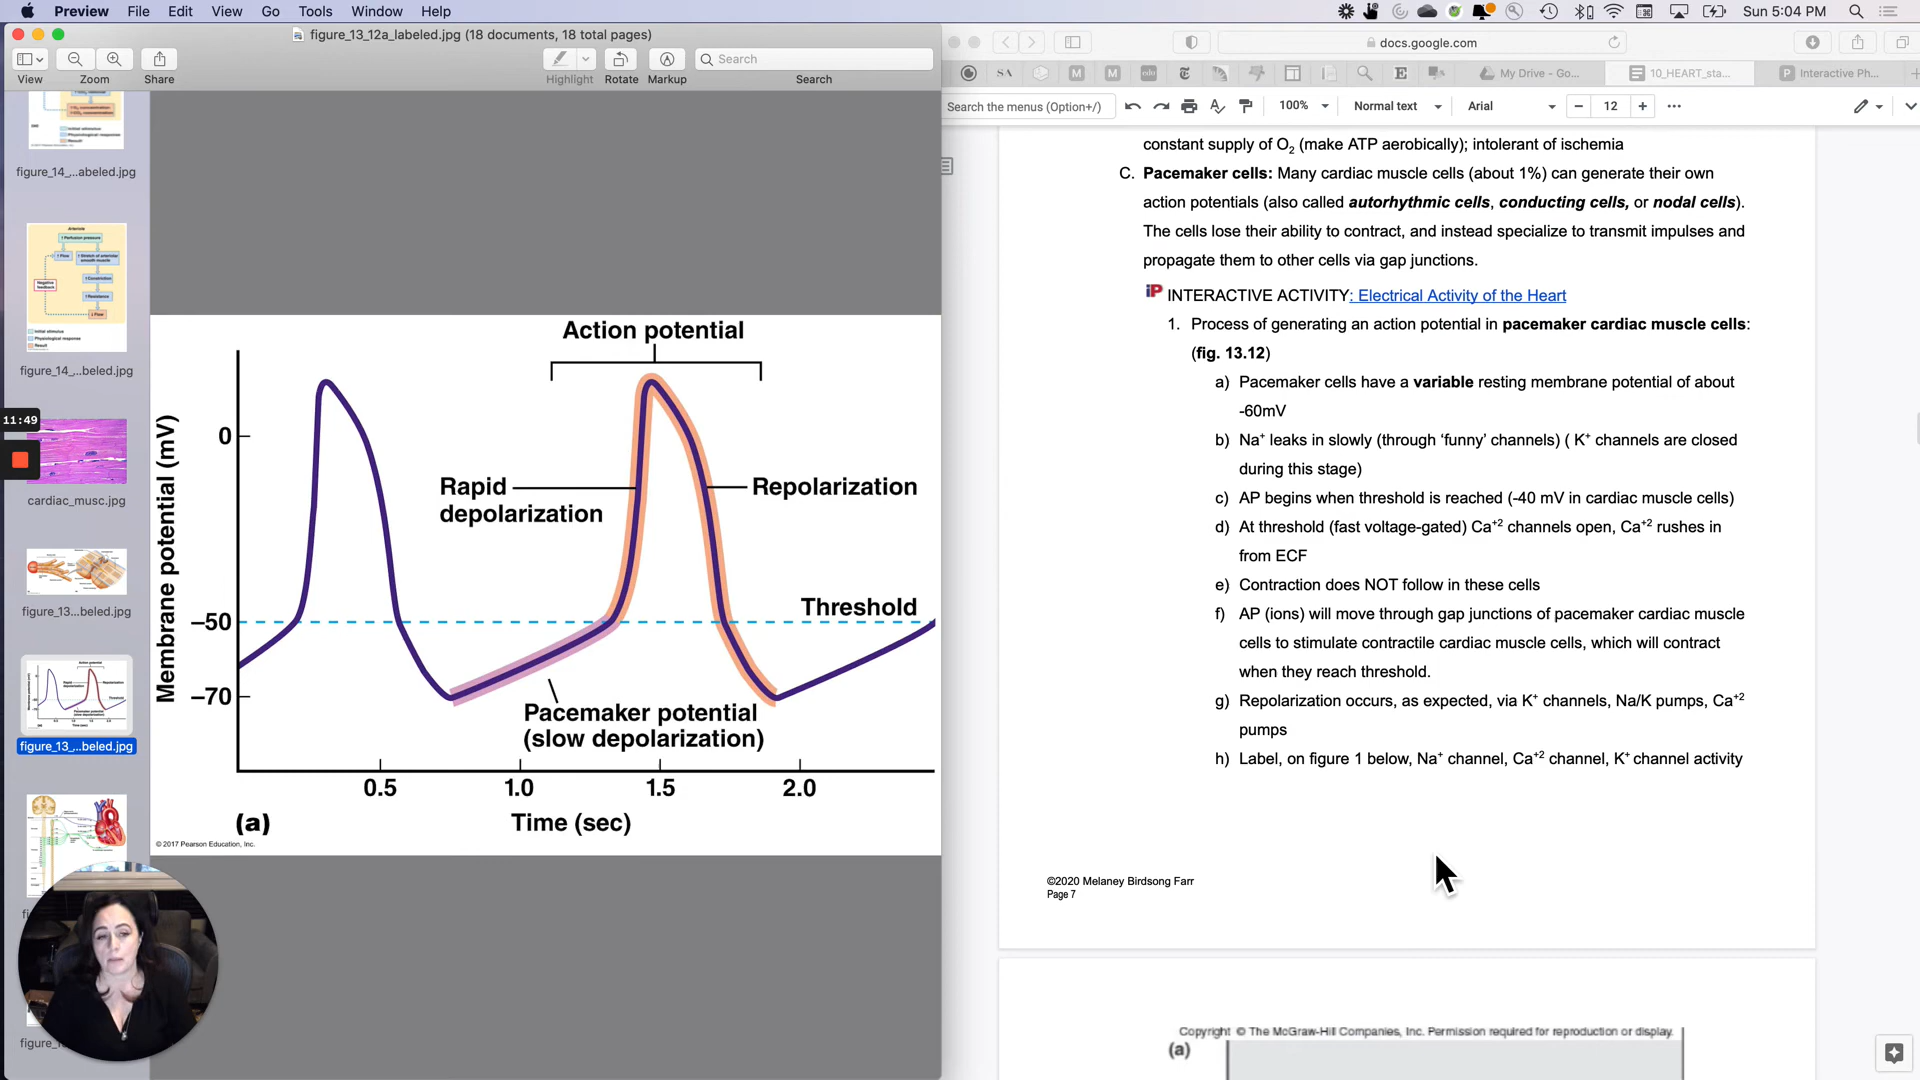 Preview File Edit View Go Tools Window Help
Sun 5:04 PM
figure_13_12a_labeled.jpg (18 documents, 18 total pages)
View Zoom Share Highlight Rotate Markup Search
Search
figure_14_...abeled.jpg
figure_14_...beled.jpg
11:49
cardiac_musc.jpg
figure_13...beled.jpg
figure_13_...beled.jpg
Action potential
Membrane potential (mV)
0
Rapid
depolarization
Repolarization
Threshold
–50
–70
Pacemaker potential
(slow depolarization)
0.5 1.0 1.5 2.0
(a)
Time (sec)
© 2017 Pearson Education, Inc.
docs.google.com
My Drive - Go...
10_HEART_sta...
Interactive Ph...
Search the menus (Option+/)
100% Normal text Arial 12
constant supply of O2 (make ATP aerobically); intolerant of ischemia
C. Pacemaker cells: Many cardiac muscle cells (about 1%) can generate their own
action potentials (also called autorhythmic cells, conducting cells, or nodal cells).
The cells lose their ability to contract, and instead specialize to transmit impulses and
propagate them to other cells via gap junctions.
iP INTERACTIVE ACTIVITY: Electrical Activity of the Heart
1. Process of generating an action potential in pacemaker cardiac muscle cells:
(fig. 13.12)
a) Pacemaker cells have a variable resting membrane potential of about
-60mV
b) Na+ leaks in slowly (through ‘funny’ channels) ( K+ channels are closed
during this stage)
c) AP begins when threshold is reached (-40 mV in cardiac muscle cells)
d) At threshold (fast voltage-gated) Ca+2 channels open, Ca+2 rushes in
from ECF
e) Contraction does NOT follow in these cells
f) AP (ions) will move through gap junctions of pacemaker cardiac muscle
cells to stimulate contractile cardiac muscle cells, which will contract
when they reach threshold.
g) Repolarization occurs, as expected, via K+ channels, Na/K pumps, Ca+2
pumps
h) Label, on figure 1 below, Na+ channel, Ca+2 channel, K+ channel activity
©2020 Melaney Birdsong Farr
Page 7
Copyright © The McGraw-Hill Companies, Inc. Permission required for reproduction or display.
(a)